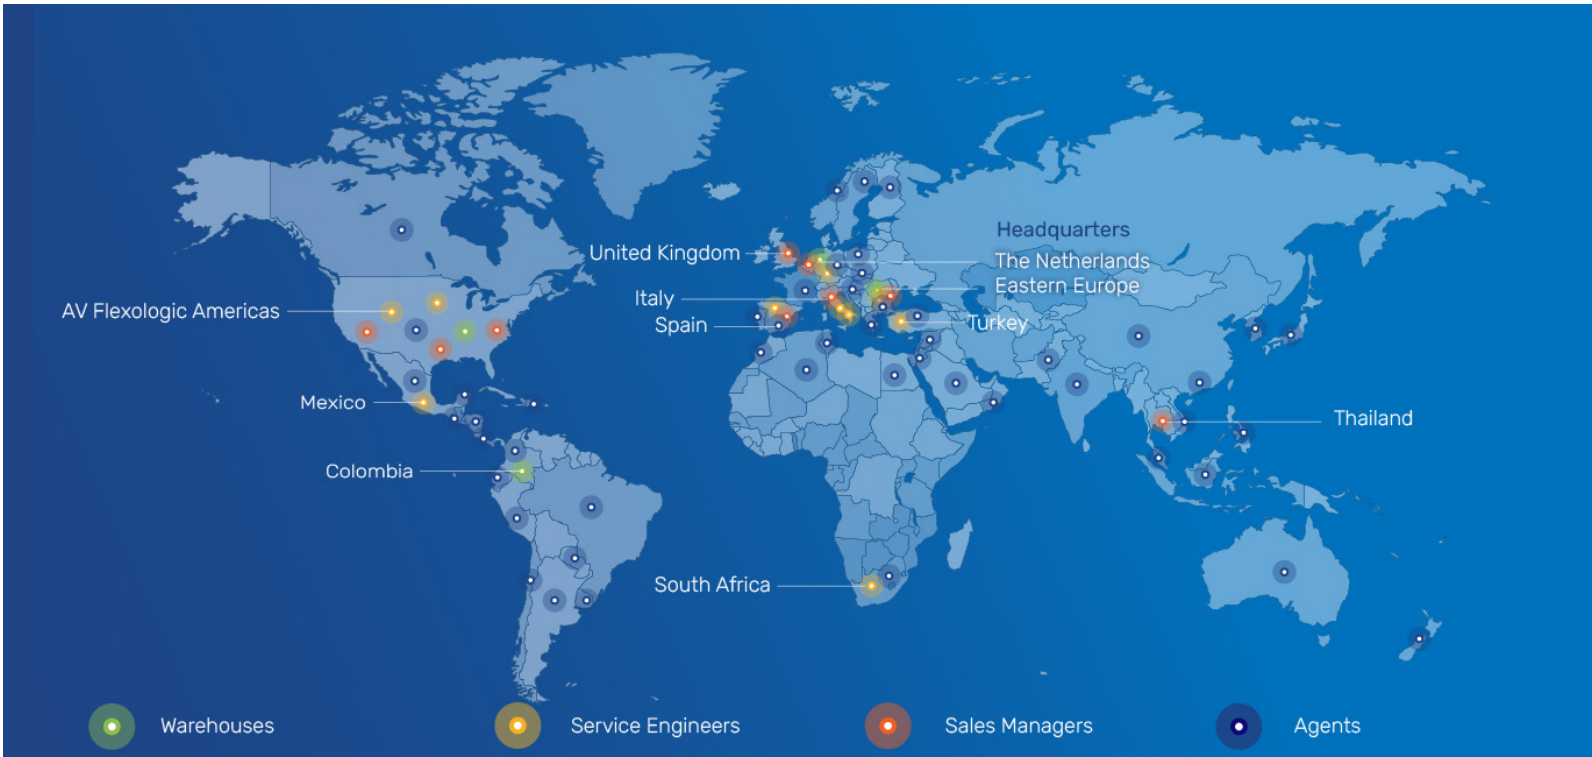 Headquarters
United Kingdom
The Netherlands
Eastern Europe
Italy
AV Flexologic Americas
Spain
Turkey
Mexico
Thailand
Colombia
South Africa
Warehouses
Service Engineers
Sales Managers
Agents